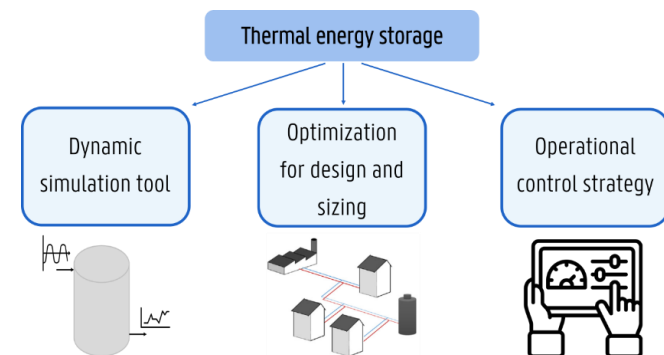 Thermal energy storage
Dynamic
simulation tool
Optimization
for design and
sizing
Operational
control strategy